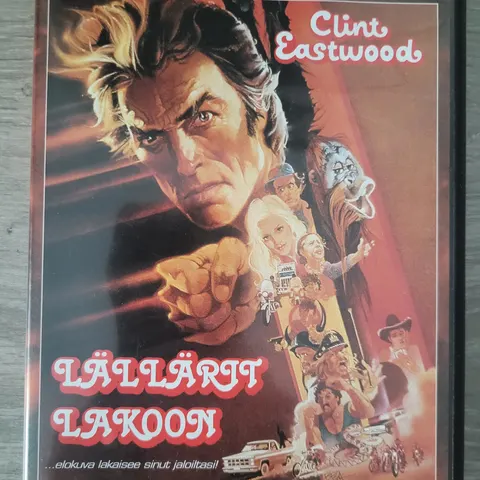 Clint
Eastwood
LÄLLÄRIT
LAKOON
...elokuva lakaisee sinut jaloiltasi!